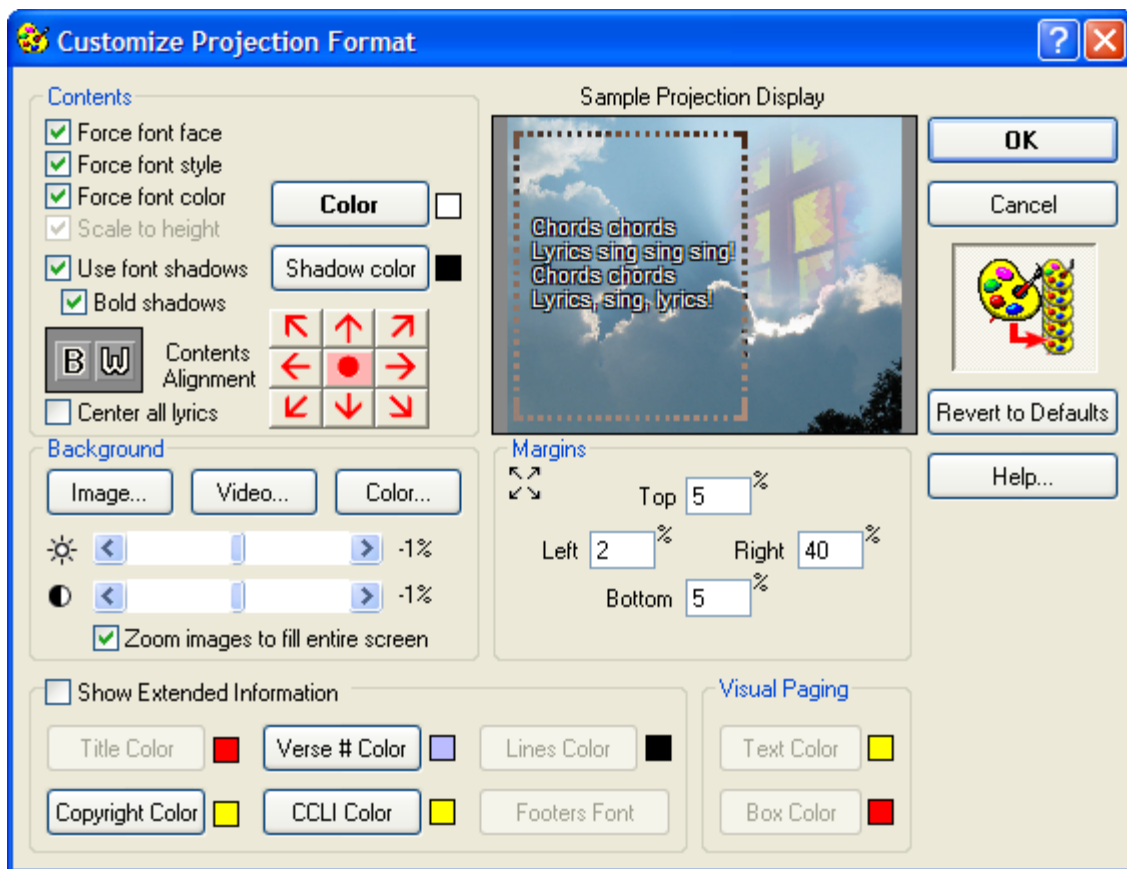 Customize Projection Format
Contents
Force font face
Force font style
Force font color
Color
Scale to height
Use font shadows
Shadow color
Bold shadows
B W
Contents
Alignment
Center all lyrics
Sample Projection Display
Chords chords
Lyrics sing sing sing!
Chords chords
Lyrics, sing, lyrics!
OK
Cancel
Revert to Defaults
Help...
Background
Image...
Video...
Color...
-1%
-1%
Zoom images to fill entire screen
Margins
Top 5 %
Left 2 %
Right 40 %
Bottom 5 %
Show Extended Information
Title Color
Verse # Color
Lines Color
Copyright Color
CCLI Color
Footers Font
Visual Paging
Text Color
Box Color